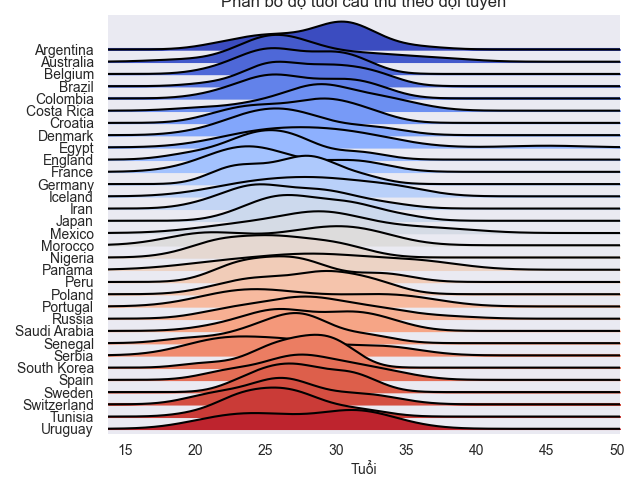 Phân bố độ tuổi cầu thủ theo đội tuyển
Argentina
Australia
Belgium
Brazil
Colombia
Costa Rica
Croatia
Denmark
Egypt
England
France
Germany
Iceland
Iran
Japan
Mexico
Morocco
Nigeria
Panama
Peru
Poland
Portugal
Russia
Saudi Arabia
Senegal
Serbia
South Korea
Spain
Sweden
Switzerland
Tunisia
Uruguay
15 20 25 30 35 40 45 50
Tuổi